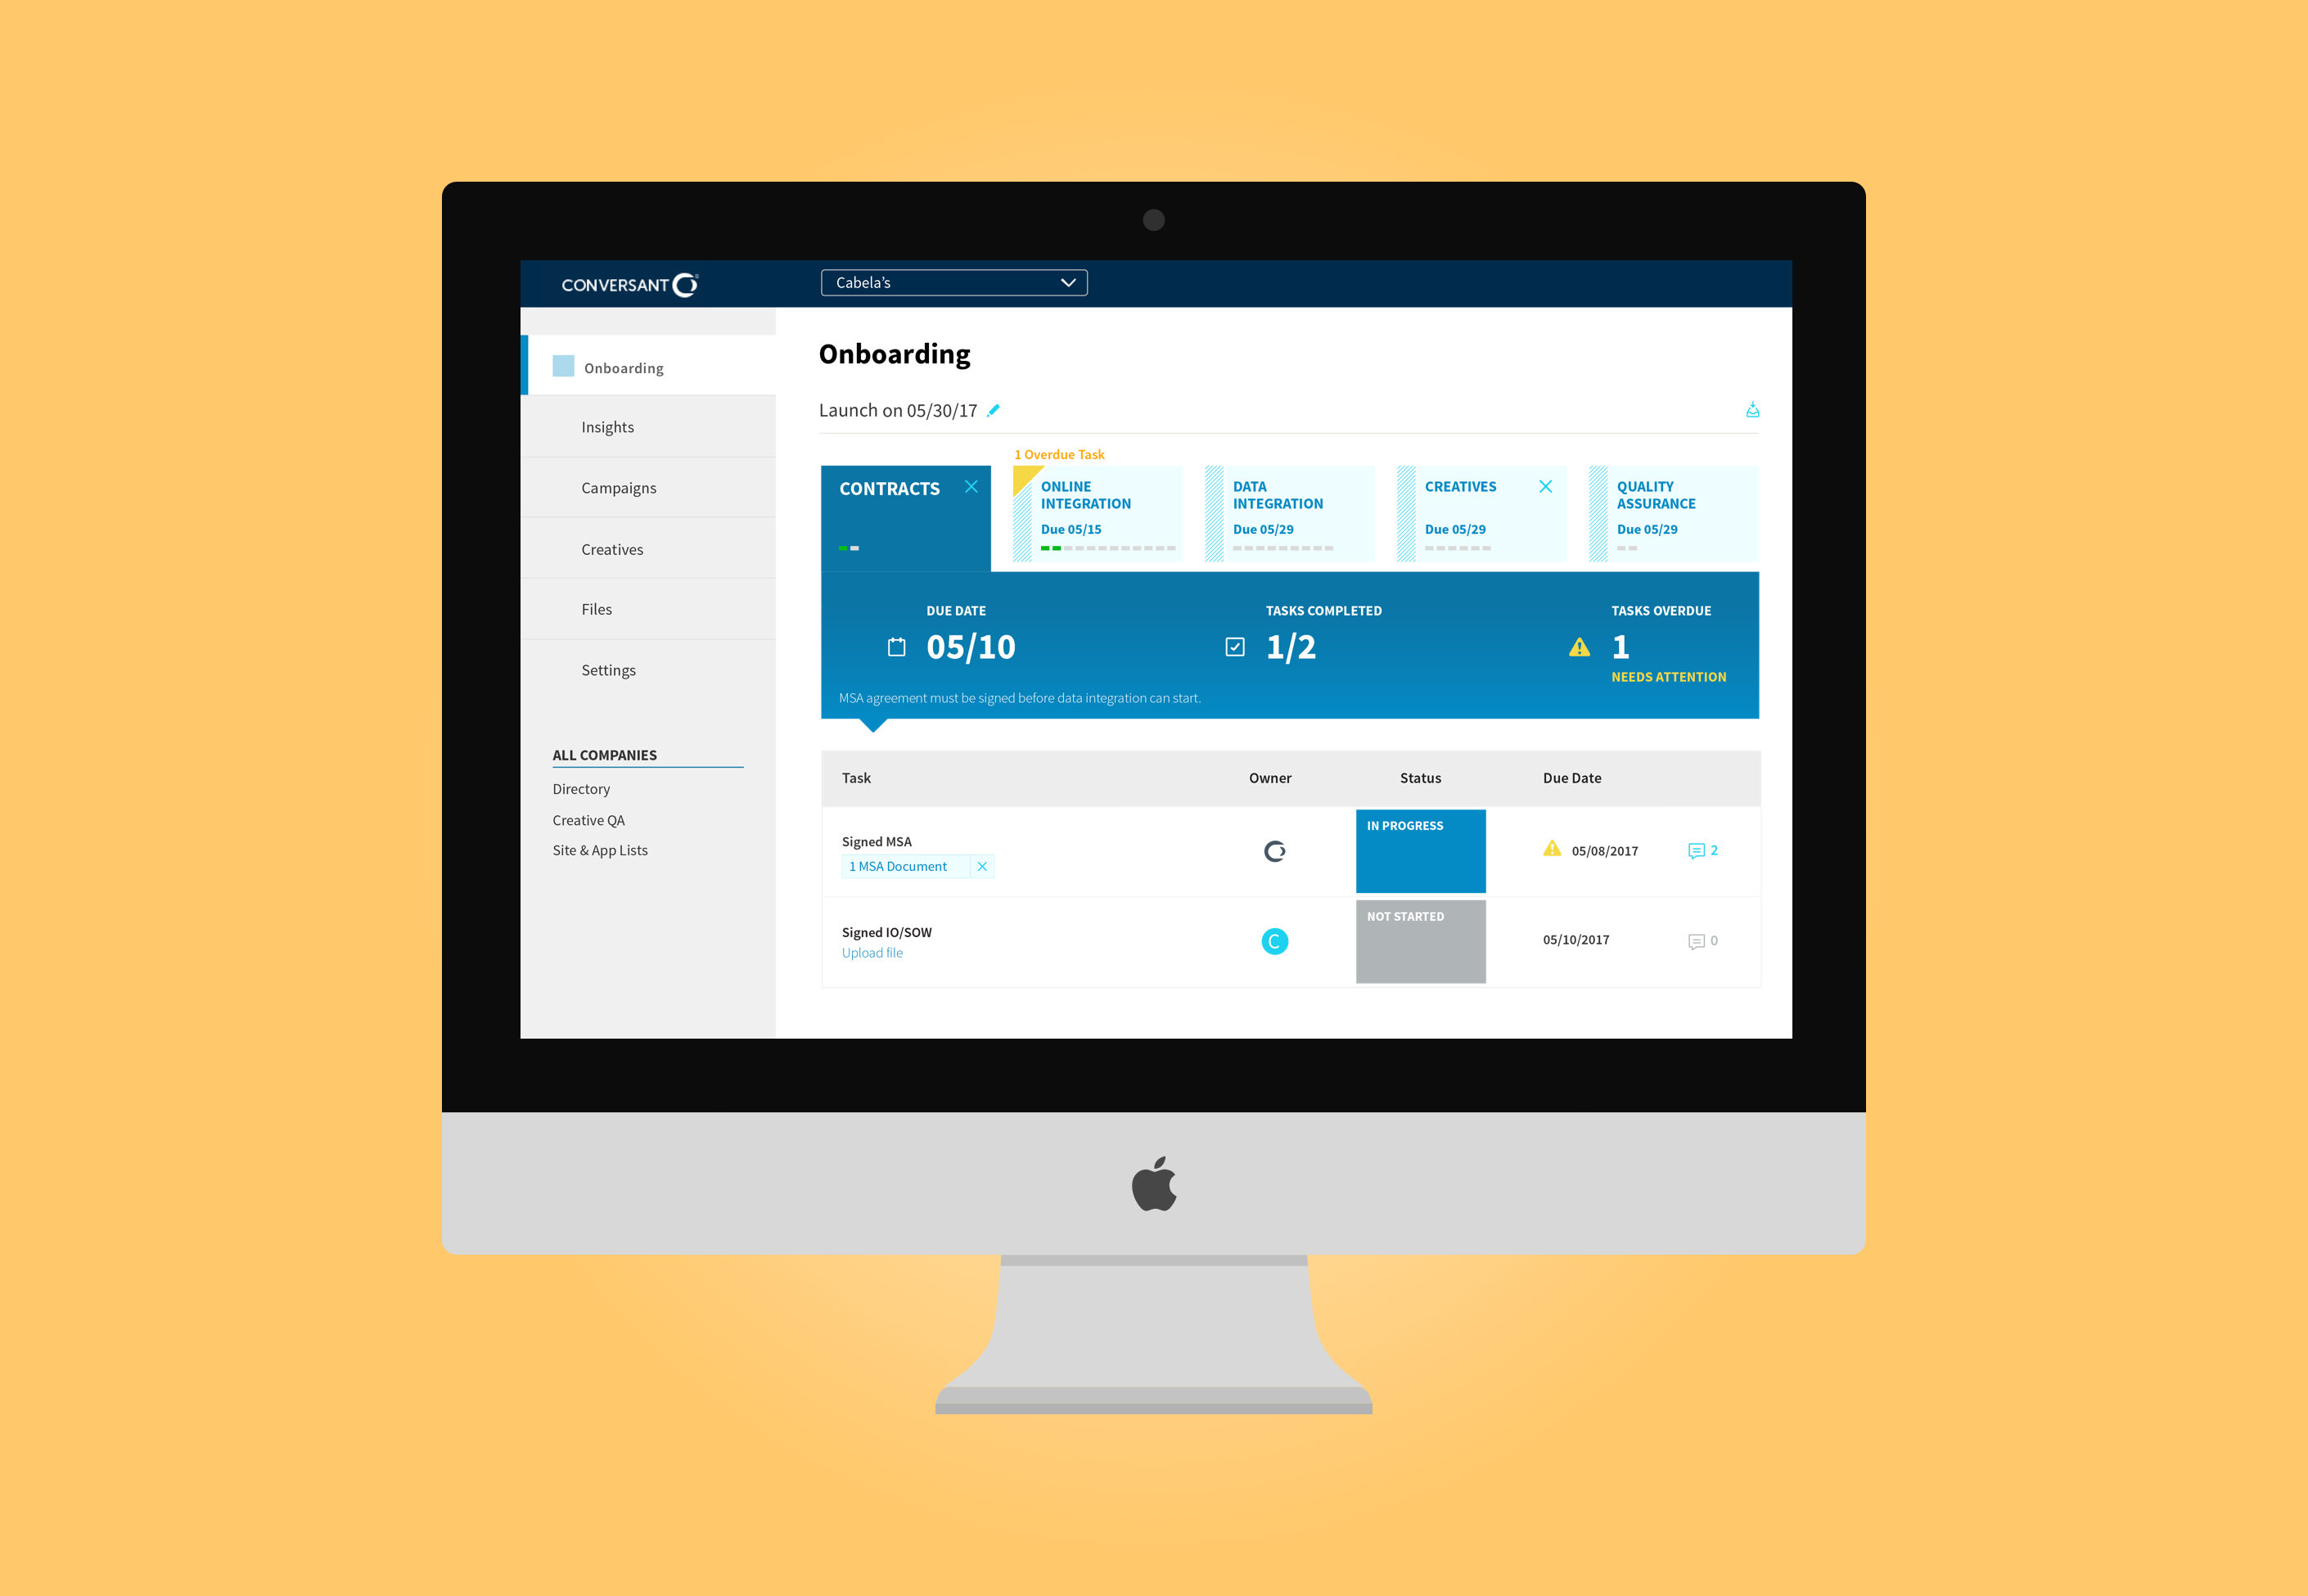 CONVERSANT
Cabela's
Onboarding
Insights
Campaigns
Creatives
Files
Settings
ALL COMPANIES
Directory
Creative QA
Site & App Lists
Onboarding
Launch on 05/30/17
1 Overdue Task
CONTRACTS
ONLINE
INTEGRATION
Due 05/15
DATA
INTEGRATION
Due 05/29
CREATIVES
Due 05/29
QUALITY
ASSURANCE
Due 05/29
DUE DATE
05/10
TASKS COMPLETED
1/2
TASKS OVERDUE
1
NEEDS ATTENTION
MSA agreement must be signed before data integration can start.
Task Owner Status Due Date
Signed MSA
1 MSA Document
IN PROGRESS
05/08/2017
2
Signed IO/SOW
Upload file
C
NOT STARTED
05/10/2017
0